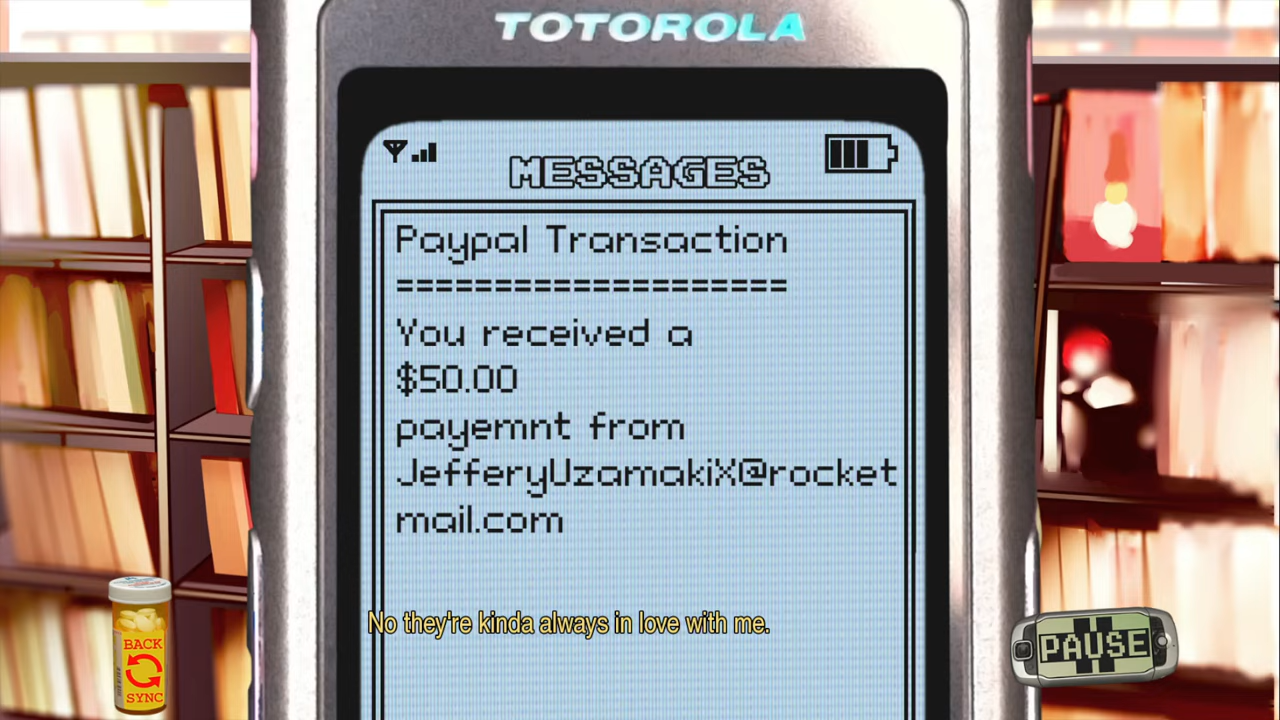 TOTOROLA
MESSAGES
Paypal Transaction
====================
You received a
$50.00
payemnt from
JefferyUzamakiX@rocket
mail.com
No they're kinda always in love with me.
BACK
SYNC
PAUSE